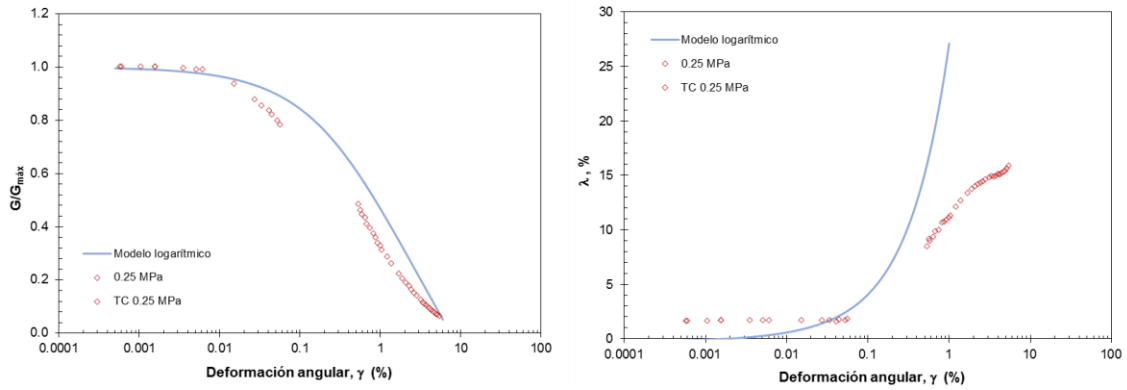 1.2
1.0
0.8
0.6
0.4
0.2
0.0
G/Gmáx
Modelo logarítmico
0.25 MPa
TC 0.25 MPa
0.0001 0.001 0.01 0.1 1 10 100
Deformación angular, γ (%)
30
25
20
15
10
5
0
λ, %
Modelo logarítmico
0.25 MPa
TC 0.25 MPa
0.0001 0.001 0.01 0.1 1 10 100
Deformación angular, γ (%)